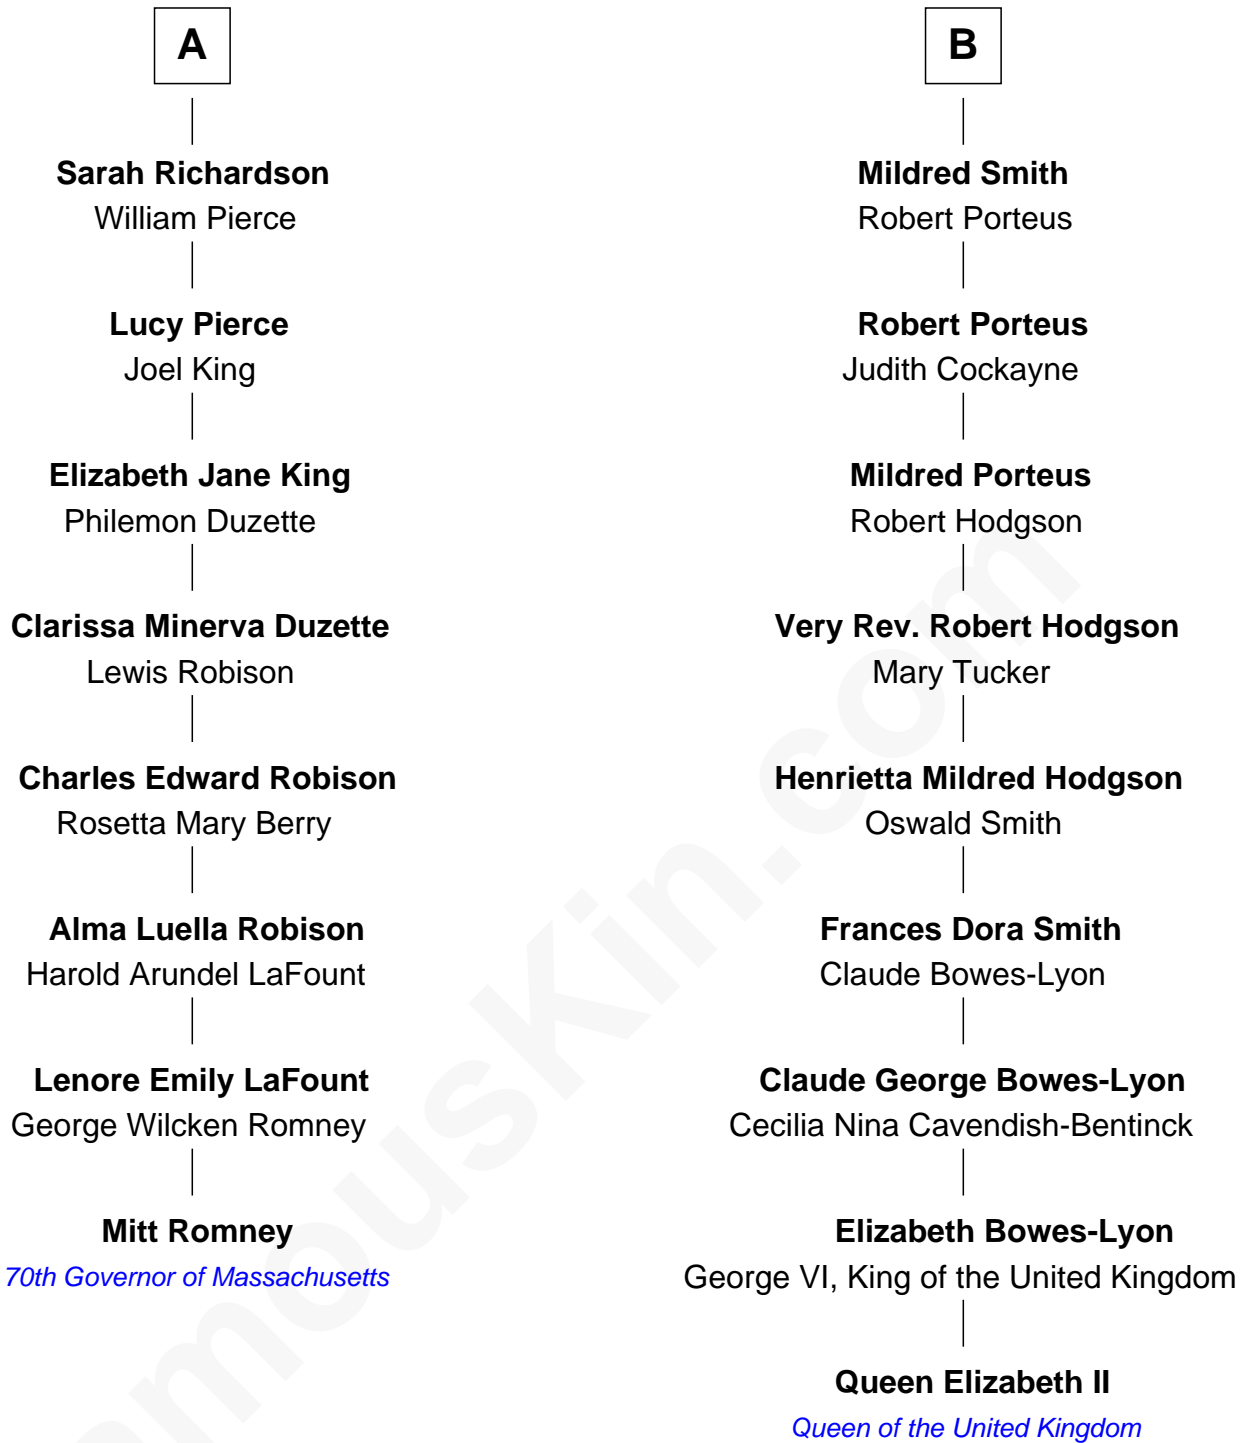 A
Sarah Richardson
William Pierce
Lucy Pierce
Joel King
Elizabeth Jane King
Philemon Duzette
Clarissa Minerva Duzette
Lewis Robison
Charles Edward Robison
Rosetta Mary Berry
Alma Luella Robison
Harold Arundel LaFount
Lenore Emily LaFount
George Wilcken Romney
Mitt Romney
70th Governor of Massachusetts
B
Mildred Smith
Robert Porteus
Robert Porteus
Judith Cockayne
Mildred Porteus
Robert Hodgson
Very Rev. Robert Hodgson
Mary Tucker
Henrietta Mildred Hodgson
Oswald Smith
Frances Dora Smith
Claude Bowes-Lyon
Claude George Bowes-Lyon
Cecilia Nina Cavendish-Bentinck
Elizabeth Bowes-Lyon
George VI, King of the United Kingdom
Queen Elizabeth II
Queen of the United Kingdom
amousKin.com